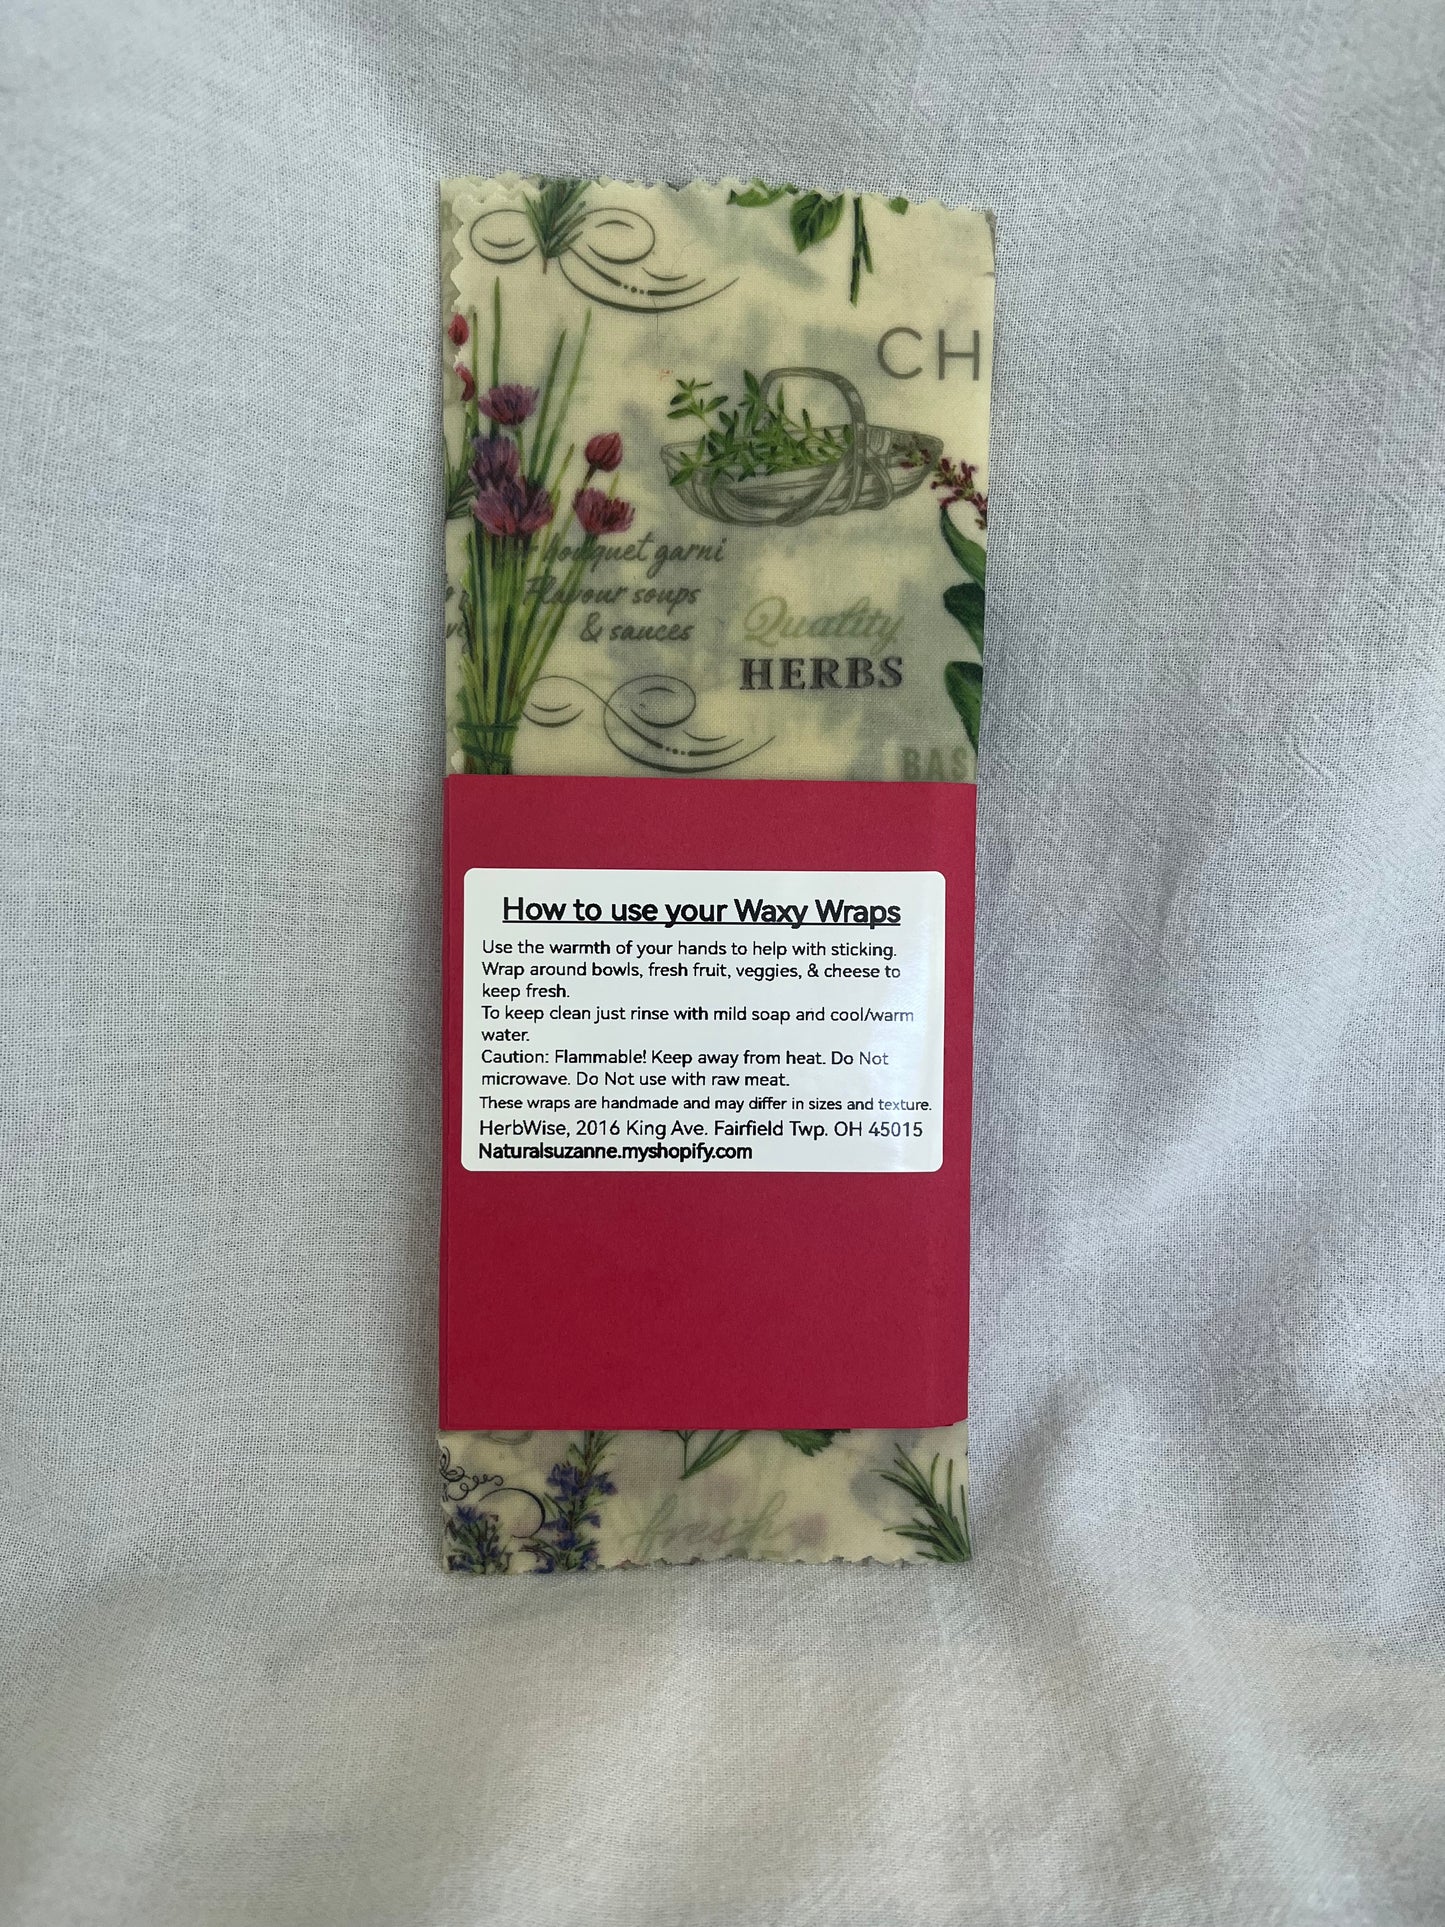 CH
bouquet garni
Flavour soups
& sauces
Quality
HERBS
BAS
How to use your Waxy Wraps
Use the warmth of your hands to help with sticking.
Wrap around bowls, fresh fruit, veggies, & cheese to
keep fresh.
To keep clean just rinse with mild soap and cool/warm
water.
Caution: Flammable! Keep away from heat. Do Not
microwave. Do Not use with raw meat.
These wraps are handmade and may differ in sizes and texture.
HerbWise, 2016 King Ave. Fairfield Twp. OH 45015
Naturalsuzanne.myshopify.com
fresh